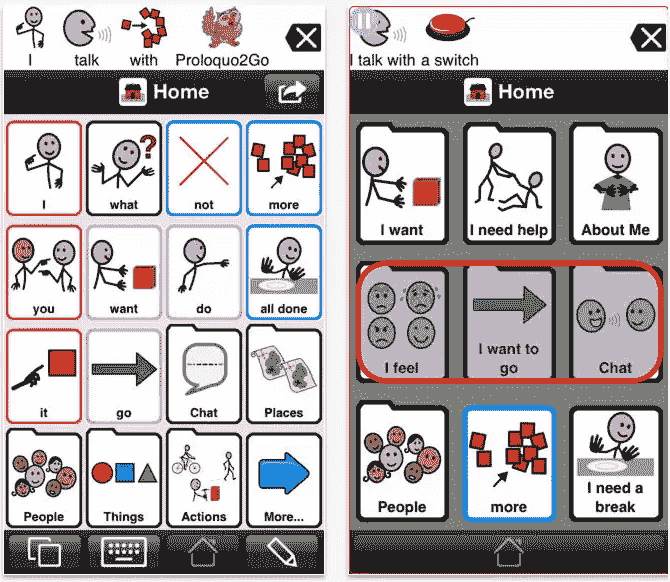 I talk with Proloquo2Go
Home
I what not more
you want do all done
it go Chat Places
People Things Actions More...
I talk with a switch
Home
I want I need help About Me
I feel I want to go Chat
People more I need a break